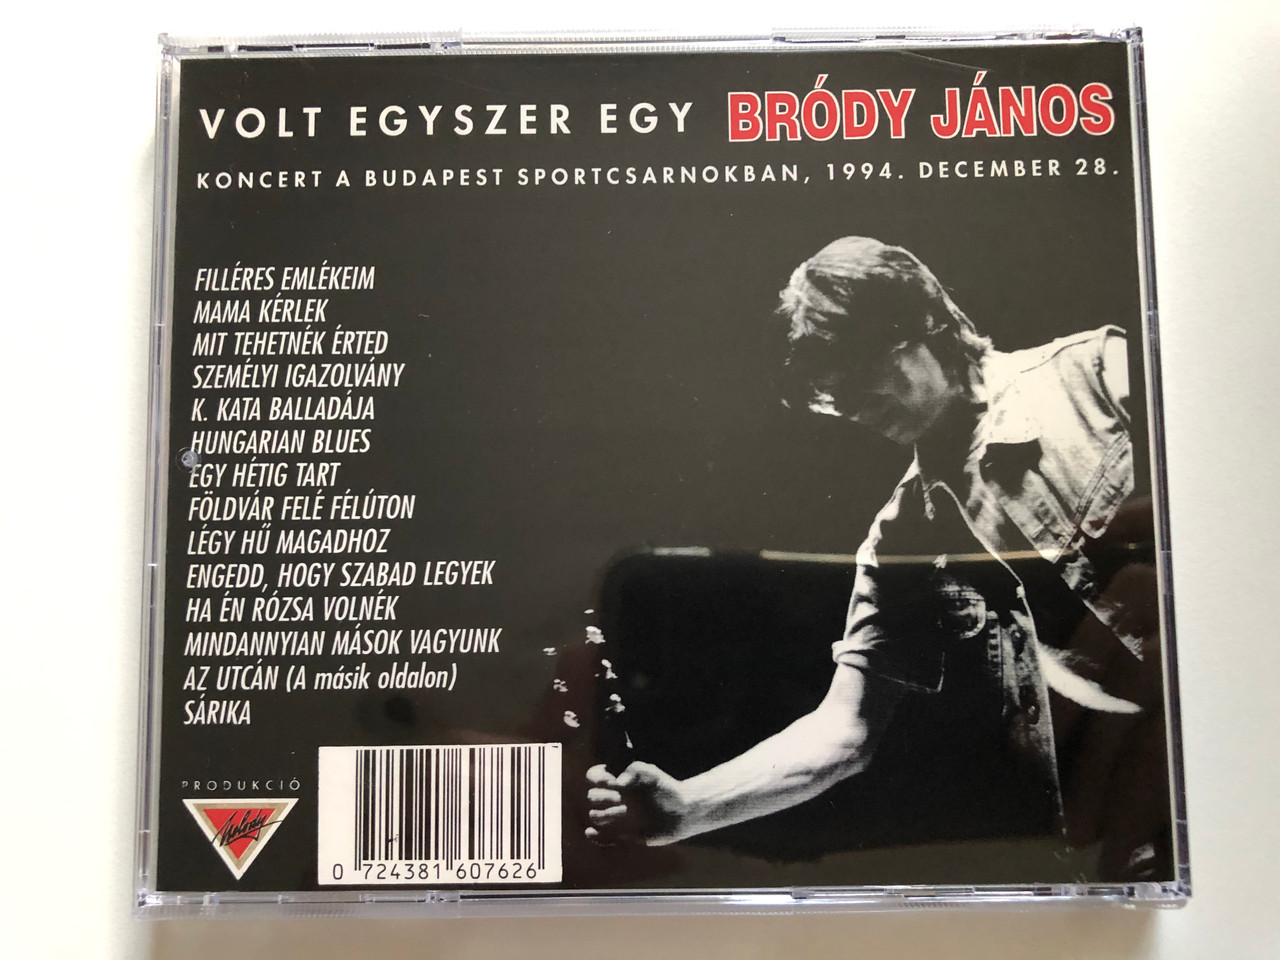 VOLT EGYSZER EGY BRÓDY JÁNOS
KONCERT A BUDAPEST SPORTCSARNOKBAN, 1994. DECEMBER 28.
FILLÉRES EMLÉKEIM
MAMA KÉRLEK
MIT TEHETNÉK ÉRTED
SZEMÉLYI IGAZOLVÁNY
K. KATA BALLADÁJA
HUNGARIAN BLUES
EGY HÉTIG TART
FÖLDVÁR FELÉ FÉLÚTON
LÉGY HŰ MAGADHOZ
ENGEDD, HOGY SZABAD LEGYEK
HA ÉN RÓZSA VOLNÉK
MINDANNYIAN MÁSOK VAGYUNK
AZ UTCÁN (A másik oldalon)
SÁRIKA
PRODUKCIÓ
Melody
0 724381 607626